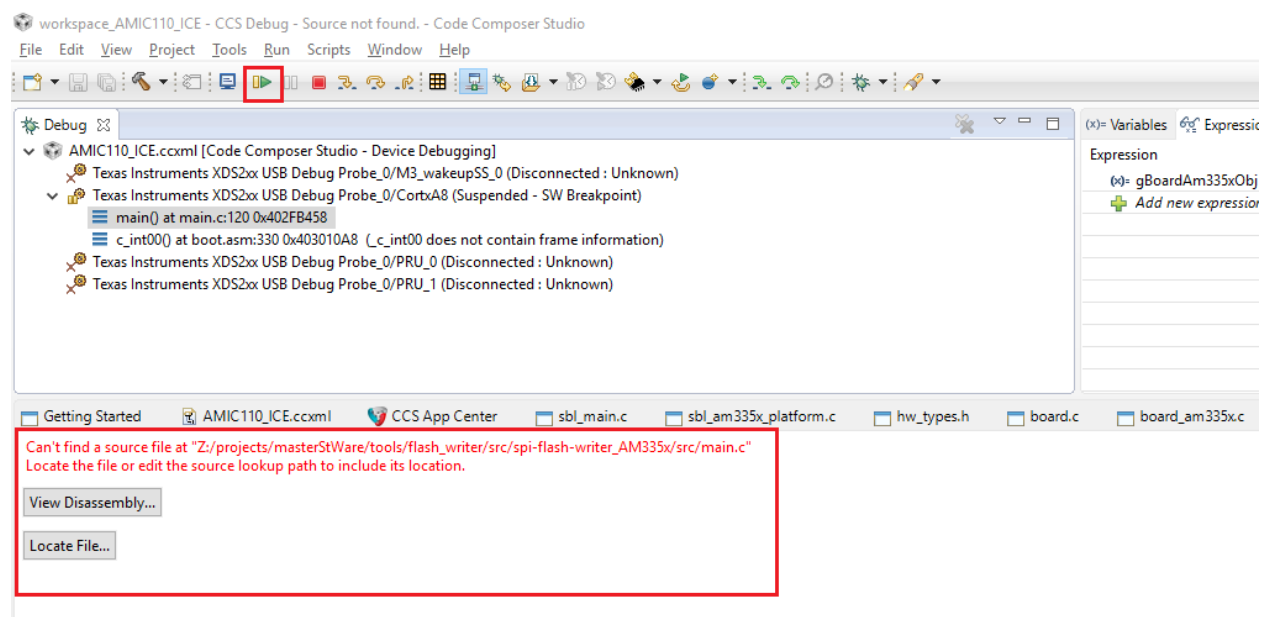 workspace_AMIC110_ICE - CCS Debug - Source not found. - Code Composer Studio
File Edit View Project Tools Run Scripts Window Help
Debug
(x)= Variables Expressic
AMIC110_ICE.ccxml [Code Composer Studio - Device Debugging]
Expression
Texas Instruments XDS2xx USB Debug Probe_0/M3_wakeupSS_0 (Disconnected : Unknown)
(x)= gBoardAm335xObj
Texas Instruments XDS2xx USB Debug Probe_0/CortxA8 (Suspended - SW Breakpoint)
Add new expression
main() at main.c:120 0x402FB458
c_int00() at boot.asm:330 0x403010A8 (_c_int00 does not contain frame information)
Texas Instruments XDS2xx USB Debug Probe_0/PRU_0 (Disconnected : Unknown)
Texas Instruments XDS2xx USB Debug Probe_0/PRU_1 (Disconnected : Unknown)
Getting Started AMIC110_ICE.ccxml CCS App Center sbl_main.c sbl_am335x_platform.c hw_types.h board.c board_am335x.c
Can't find a source file at "Z:/projects/masterStWare/tools/flash_writer/src/spi-flash-writer_AM335x/src/main.c"
Locate the file or edit the source lookup path to include its location.
View Disassembly...
Locate File...